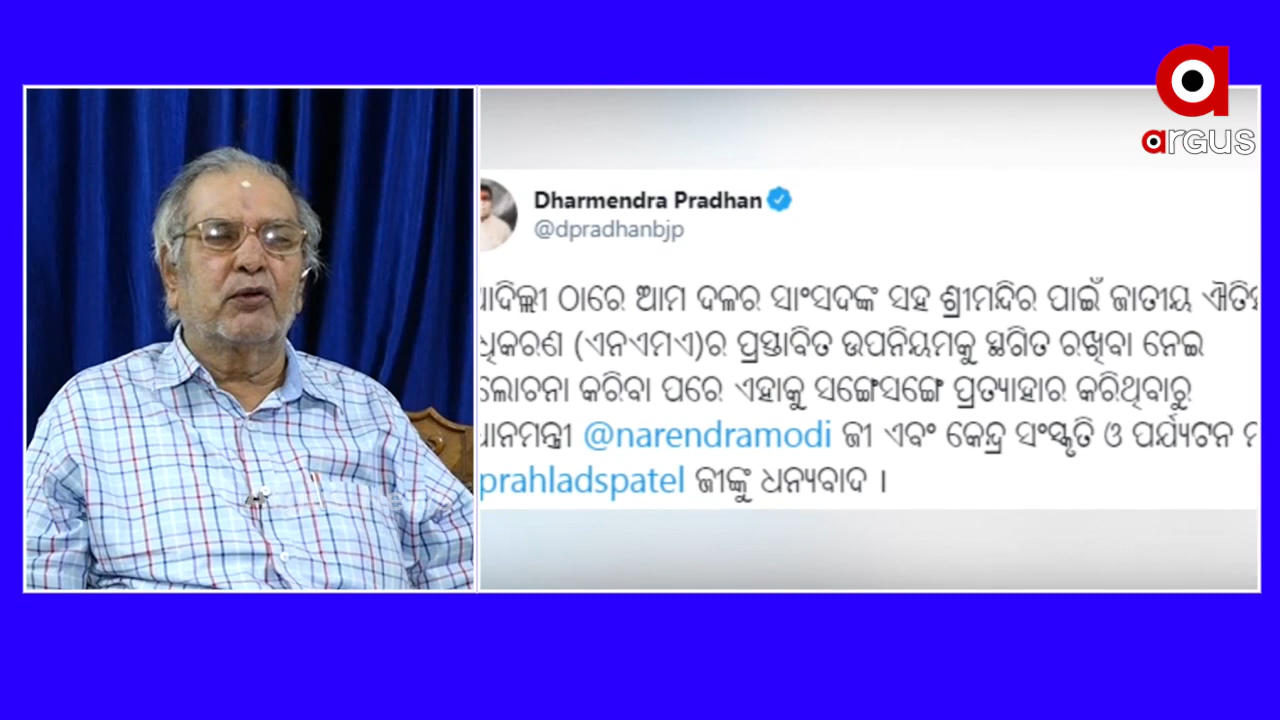 argus
Dharmendra Pradhan
@dpradhanbjp
ଠାରେ ଆମ ଦଳର ସାଂସଦଙ୍କ ସହ ଶ୍ରୀମନ୍ଦିର ପାଇଁ ଜାତୀୟ
(ଏନଏମଏ)ର ପ୍ରସ୍ତାବିତ ଉପନିୟମକୁ ସ୍ଥଗିତ ରଖିବା ନେଇ
କରିବା ପରେ ଏହାକୁ ସଙ୍ଗେସଙ୍ଗେ ପ୍ରତ୍ୟାହାର କରିଥିବାରୁ
@narendramodi ଜୀ ଏବଂ କେନ୍ଦ୍ର ସଂସ୍କୃତି ଓ ପର୍ଯ୍ୟଟନ
prahladspatel ଜୀଙ୍କୁ ଧନ୍ୟବାଦ ।